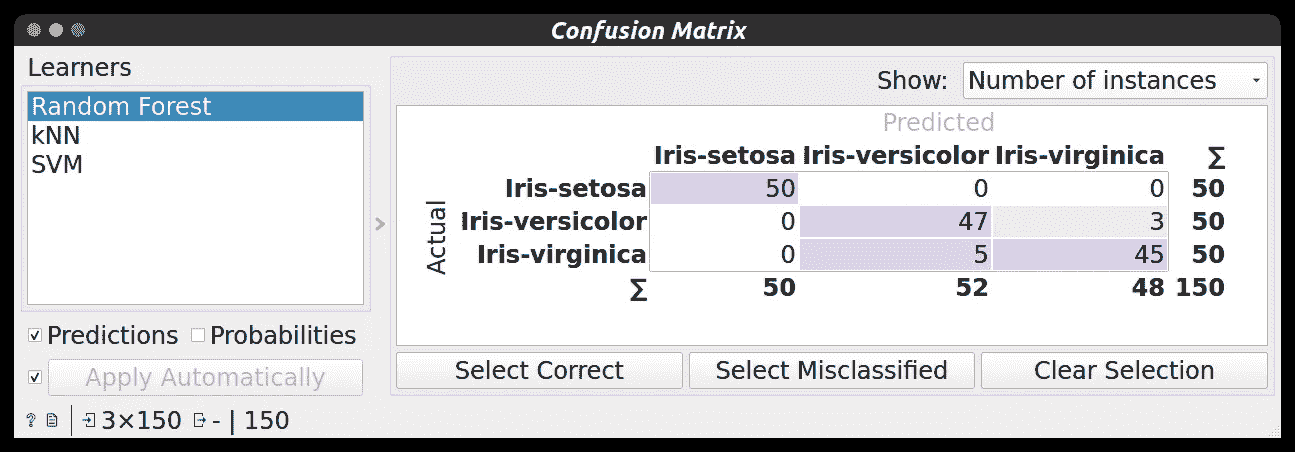 Confusion Matrix
Learners
Random Forest
kNN
SVM
Predictions Probabilities
Apply Automatically
? 3×150 - | 150
Show: Number of instances
Predicted
Iris-setosa Iris-versicolor Iris-virginica ∑
Actual
Iris-setosa 50 0 0 50
Iris-versicolor 0 47 3 50
Iris-virginica 0 5 45 50
∑ 50 52 48 150
Select Correct Select Misclassified Clear Selection